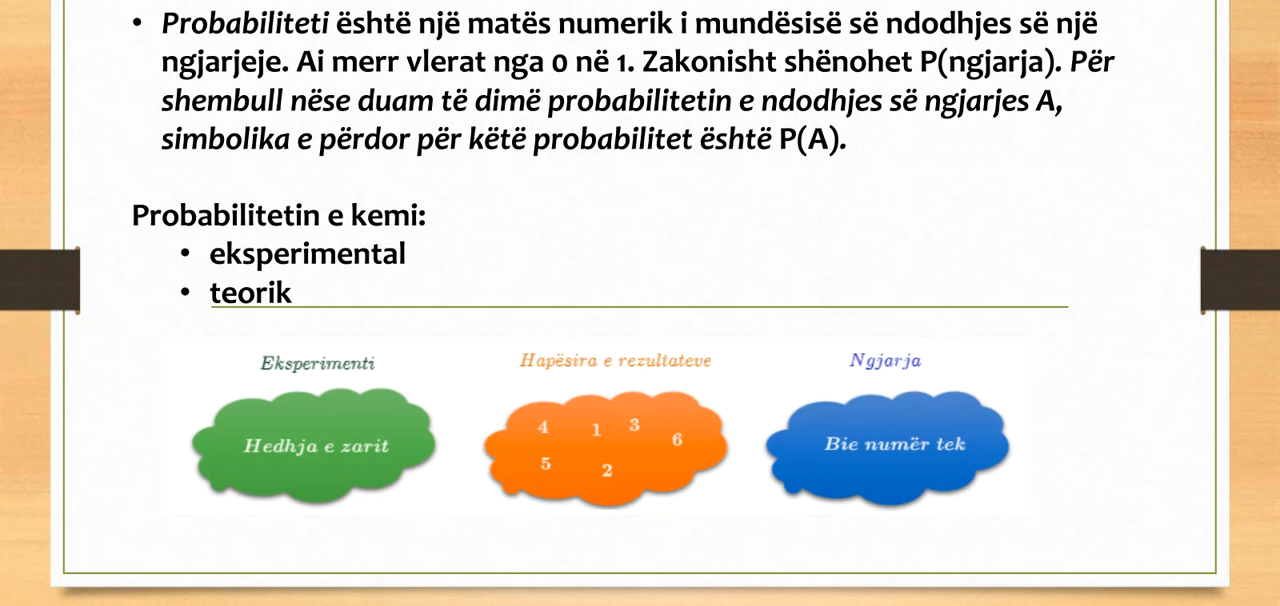 • Probabiliteti është një matës numerik i mundësisë së ndodhjes së një
ngjarjeje. Ai merr vlerat nga 0 në 1. Zakonisht shënohet P(ngjarja). Për
shembull nëse duam të dimë probabilitetin e ndodhjes së ngjarjes A,
simbolika e përdor për këtë probabilitet është P(A).
Probabilitetin e kemi:
• eksperimental
• teorik
Eksperimenti
Hapësira e rezultateve
Ngjarja
Hedhja e zarit
4 1 3 6
5 2
Bie numër tek